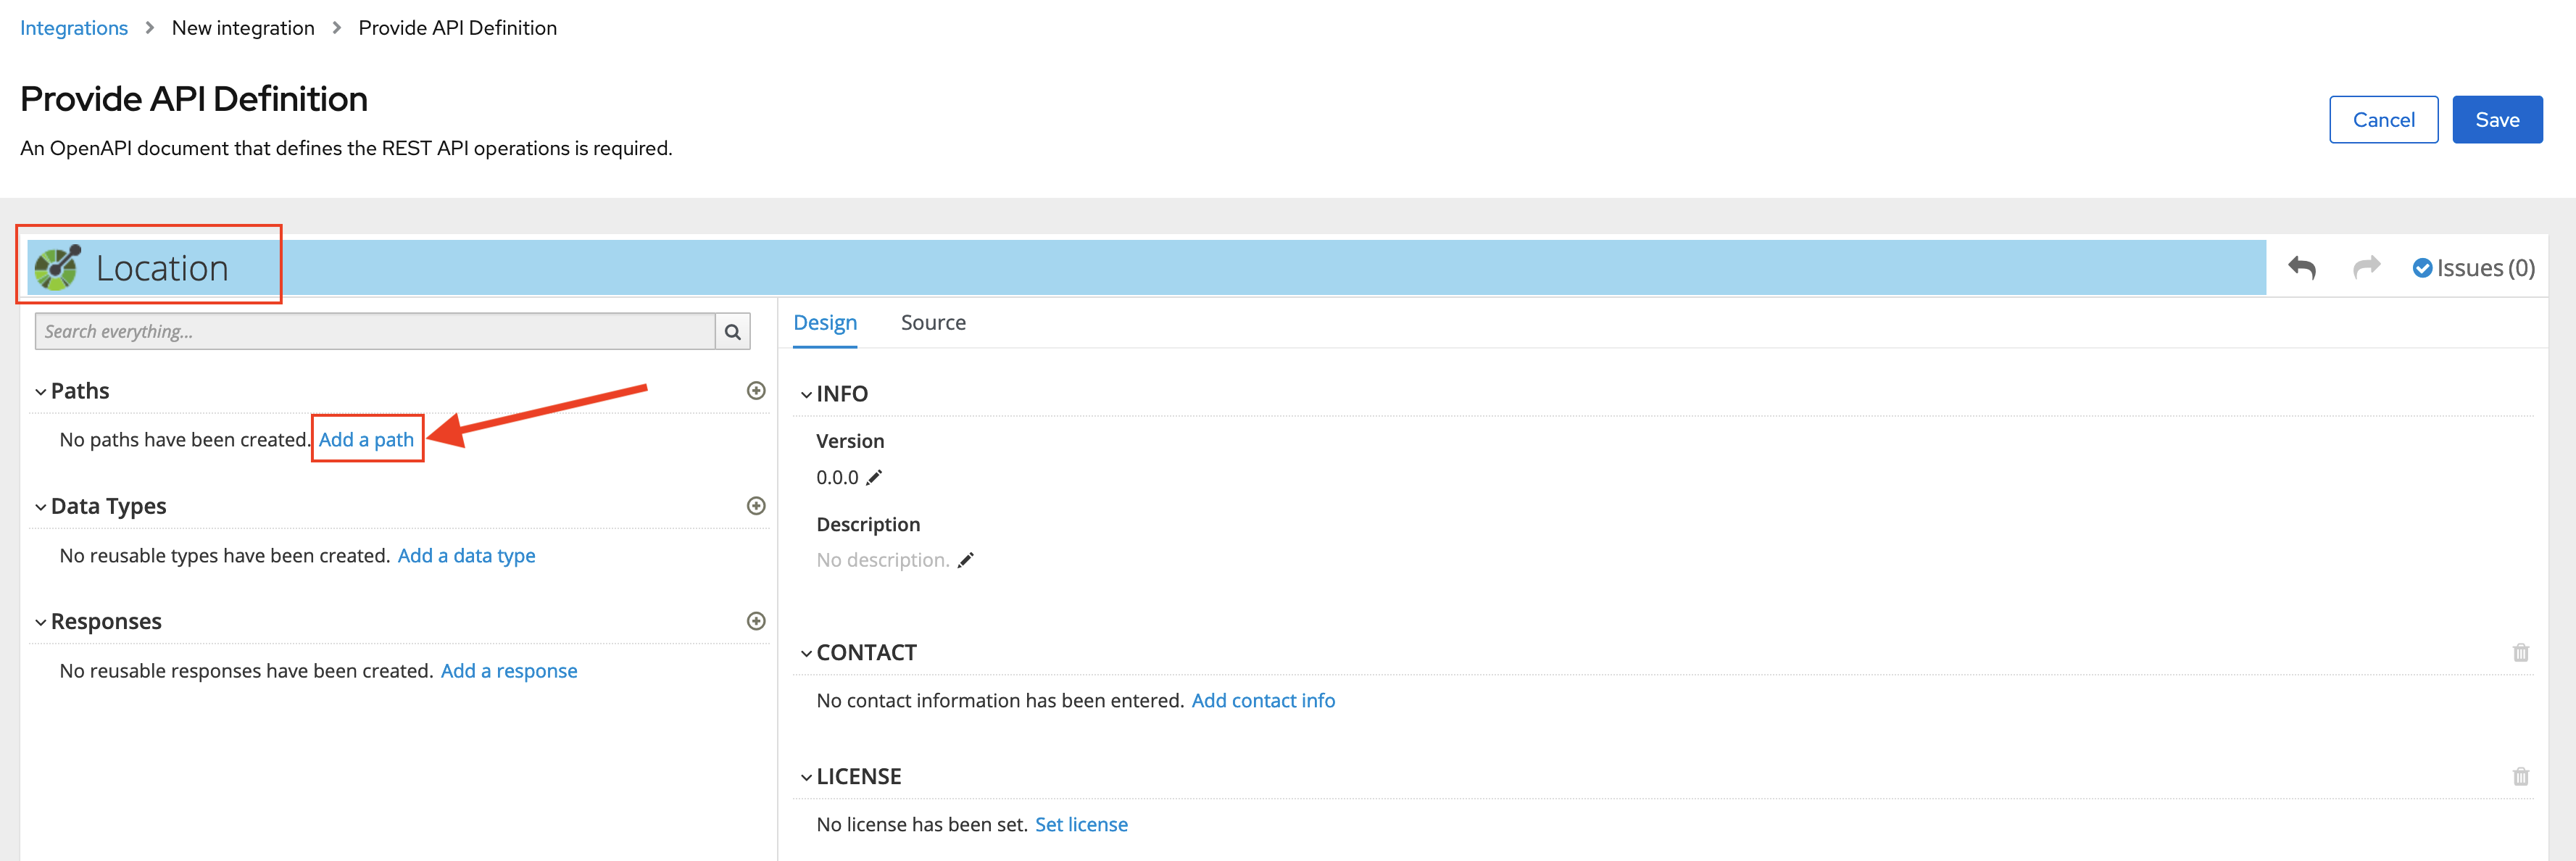 Integrations > New integration > Provide API Definition
Provide API Definition
An OpenAPI document that defines the REST API operations is required.
Cancel
Save
Location
Issues (0)
Search everything...
Paths
No paths have been created. Add a path
Data Types
No reusable types have been created. Add a data type
Responses
No reusable responses have been created. Add a response
Design Source
INFO
Version
0.0.0
Description
No description.
CONTACT
No contact information has been entered. Add contact info
LICENSE
No license has been set. Set license